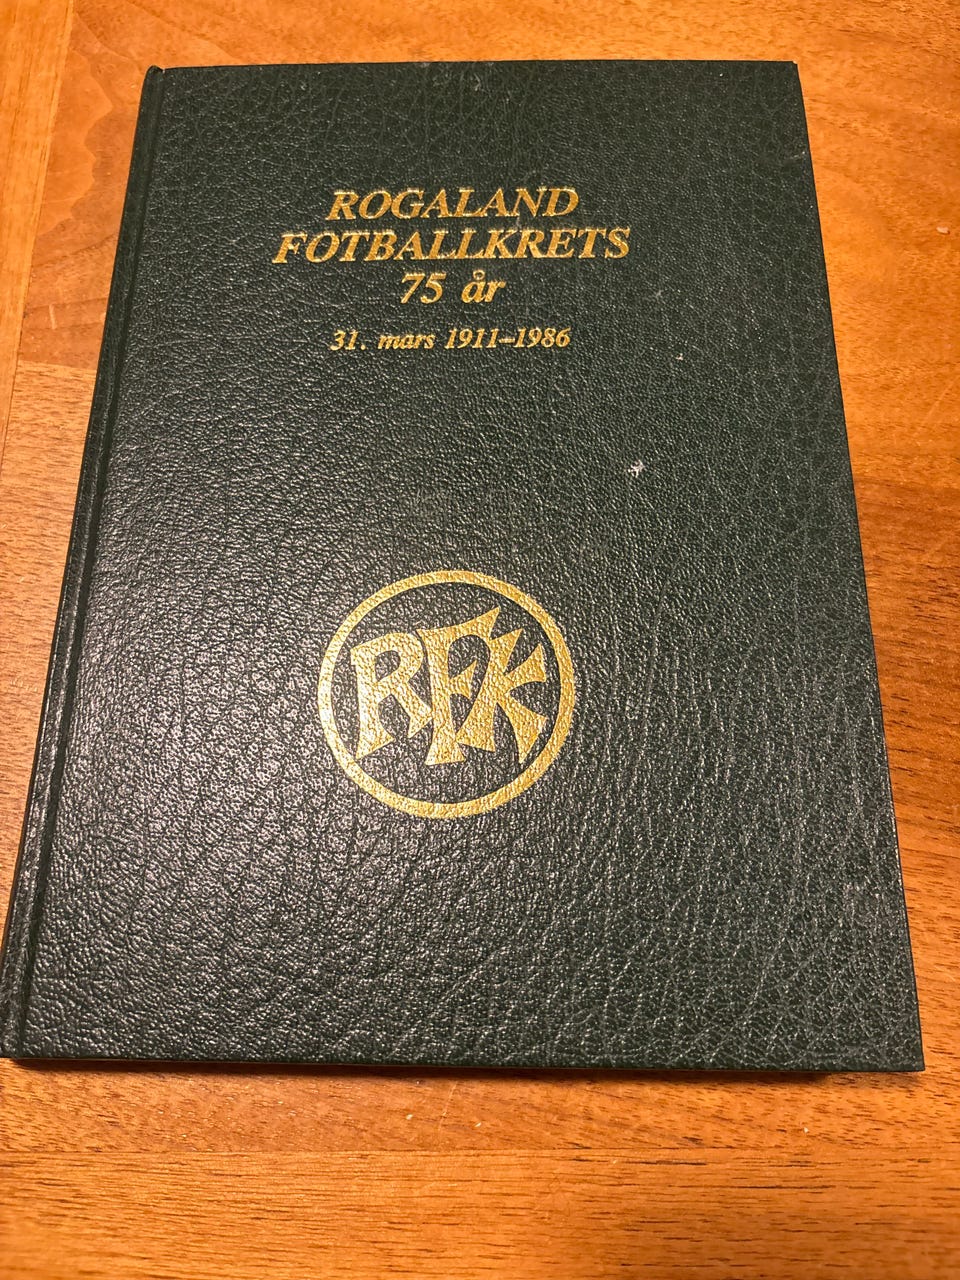 ROGALAND
FOTBALLKRETS
75 år
31. mars 1911–1986
RFK